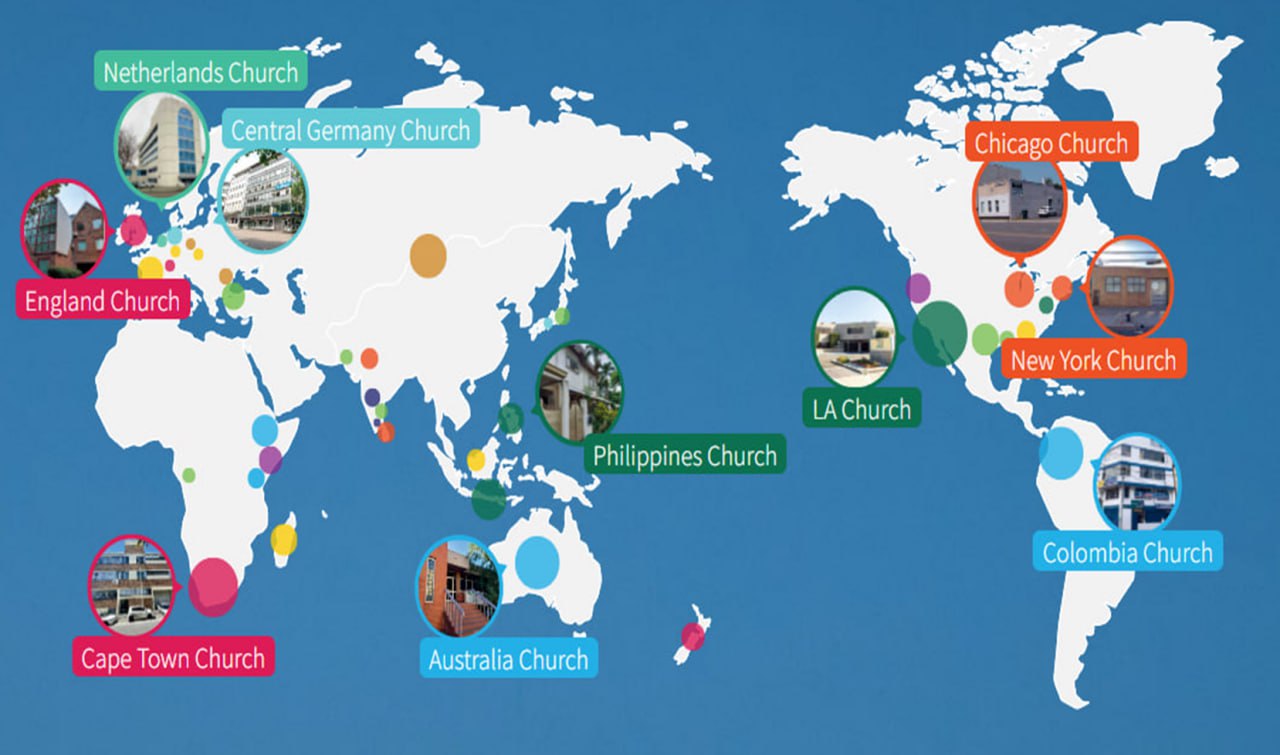 Netherlands Church
Central Germany Church
England Church
Chicago Church
New York Church
LA Church
Philippines Church
Colombia Church
Cape Town Church
Australia Church